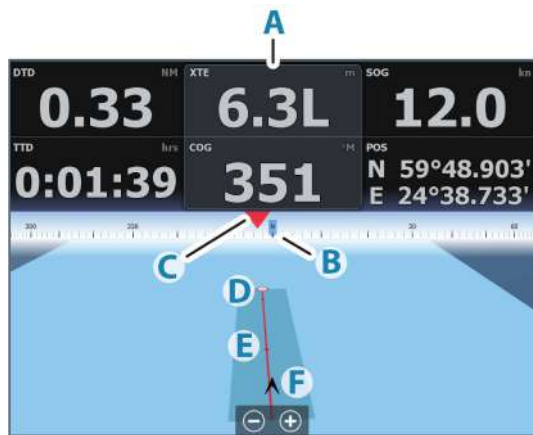 A
DTD NM XTE m SOG kn
0.33 6.3L 12.0
TTD hrs COG °M POS
0:01:39 351 N 59°48.903'
E 24°38.733'
N
C B
D
E
F